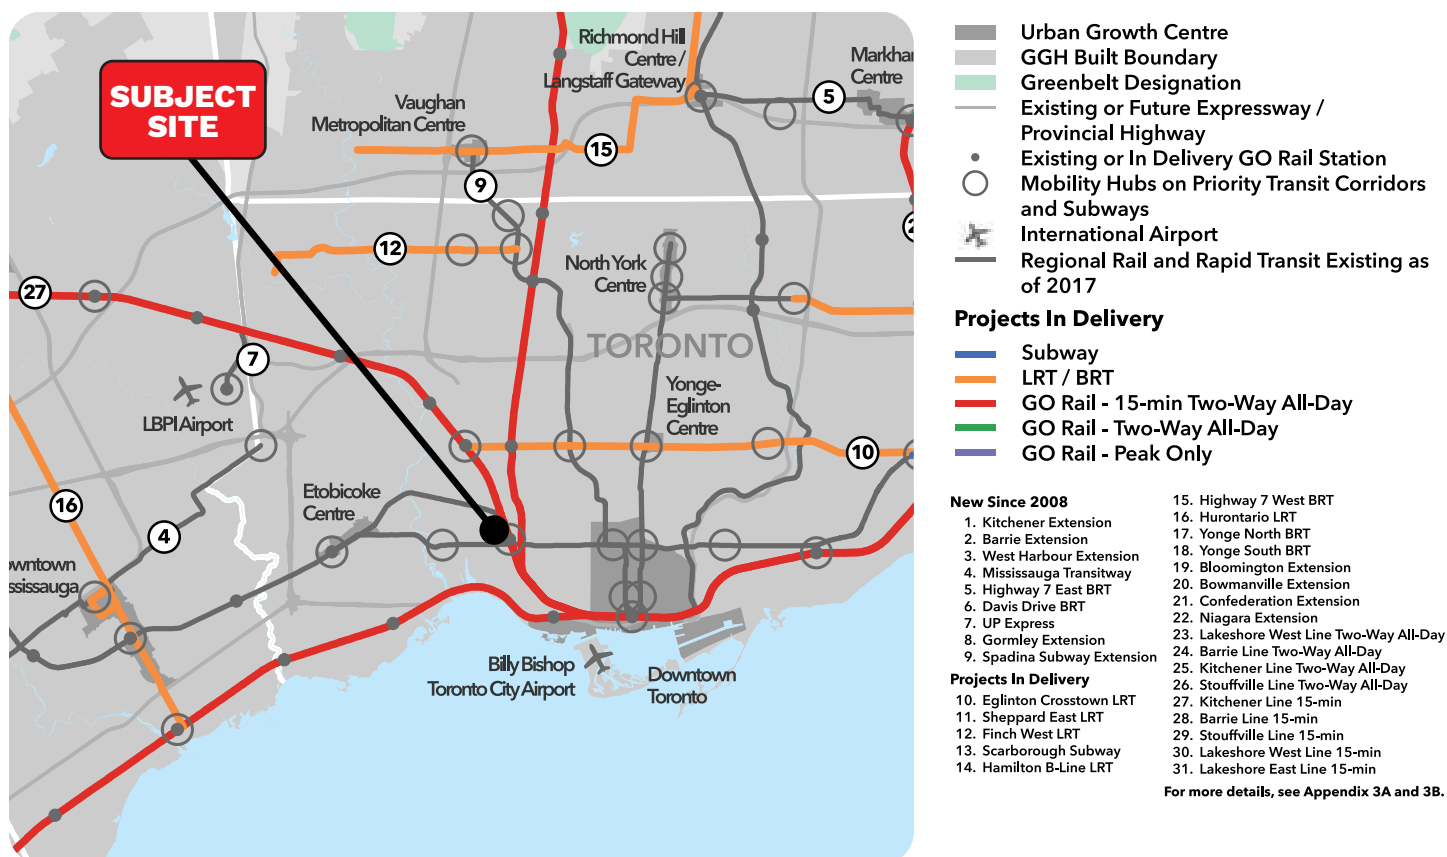 SUBJECT
SITE
Richmond Hill
Centre /
Langstaff Gateway
Markham
Centre
5
Vaughan
Metropolitan Centre
15
9
12
2
North York
Centre
27
TORONTO
7
LBPI Airport
Yonge-
Eglinton
Centre
10
16
Etobicoke
Centre
4
owntown
ssissauga
Billy Bishop
Toronto City Airport
Downtown
Toronto
Urban Growth Centre
GGH Built Boundary
Greenbelt Designation
Existing or Future Expressway /
Provincial Highway
Existing or In Delivery GO Rail Station
Mobility Hubs on Priority Transit Corridors
and Subways
International Airport
Regional Rail and Rapid Transit Existing as
of 2017
Projects In Delivery
Subway
LRT / BRT
GO Rail - 15-min Two-Way All-Day
GO Rail - Two-Way All-Day
GO Rail - Peak Only
New Since 2008
1. Kitchener Extension
2. Barrie Extension
3. West Harbour Extension
4. Mississauga Transitway
5. Highway 7 East BRT
6. Davis Drive BRT
7. UP Express
8. Gormley Extension
9. Spadina Subway Extension
Projects In Delivery
10. Eglinton Crosstown LRT
11. Sheppard East LRT
12. Finch West LRT
13. Scarborough Subway
14. Hamilton B-Line LRT
15. Highway 7 West BRT
16. Hurontario LRT
17. Yonge North BRT
18. Yonge South BRT
19. Bloomington Extension
20. Bowmanville Extension
21. Confederation Extension
22. Niagara Extension
23. Lakeshore West Line Two-Way All-Day
24. Barrie Line Two-Way All-Day
25. Kitchener Line Two-Way All-Day
26. Stouffville Line Two-Way All-Day
27. Kitchener Line 15-min
28. Barrie Line 15-min
29. Stouffville Line 15-min
30. Lakeshore West Line 15-min
31. Lakeshore East Line 15-min
For more details, see Appendix 3A and 3B.